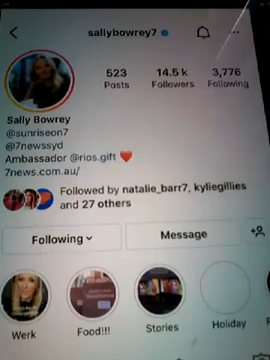 sallybowrey7
523
Posts
14.5 k
Followers
3,776
Following
Sally Bowrey
@sunriseon7
@7newssyd
Ambassador @rios.gift ❤️
7news.com.au/
Followed by natalie_barr7, kyliegillies
and 27 others
Following
Message
Werk
Food!!!
Stories
Holiday